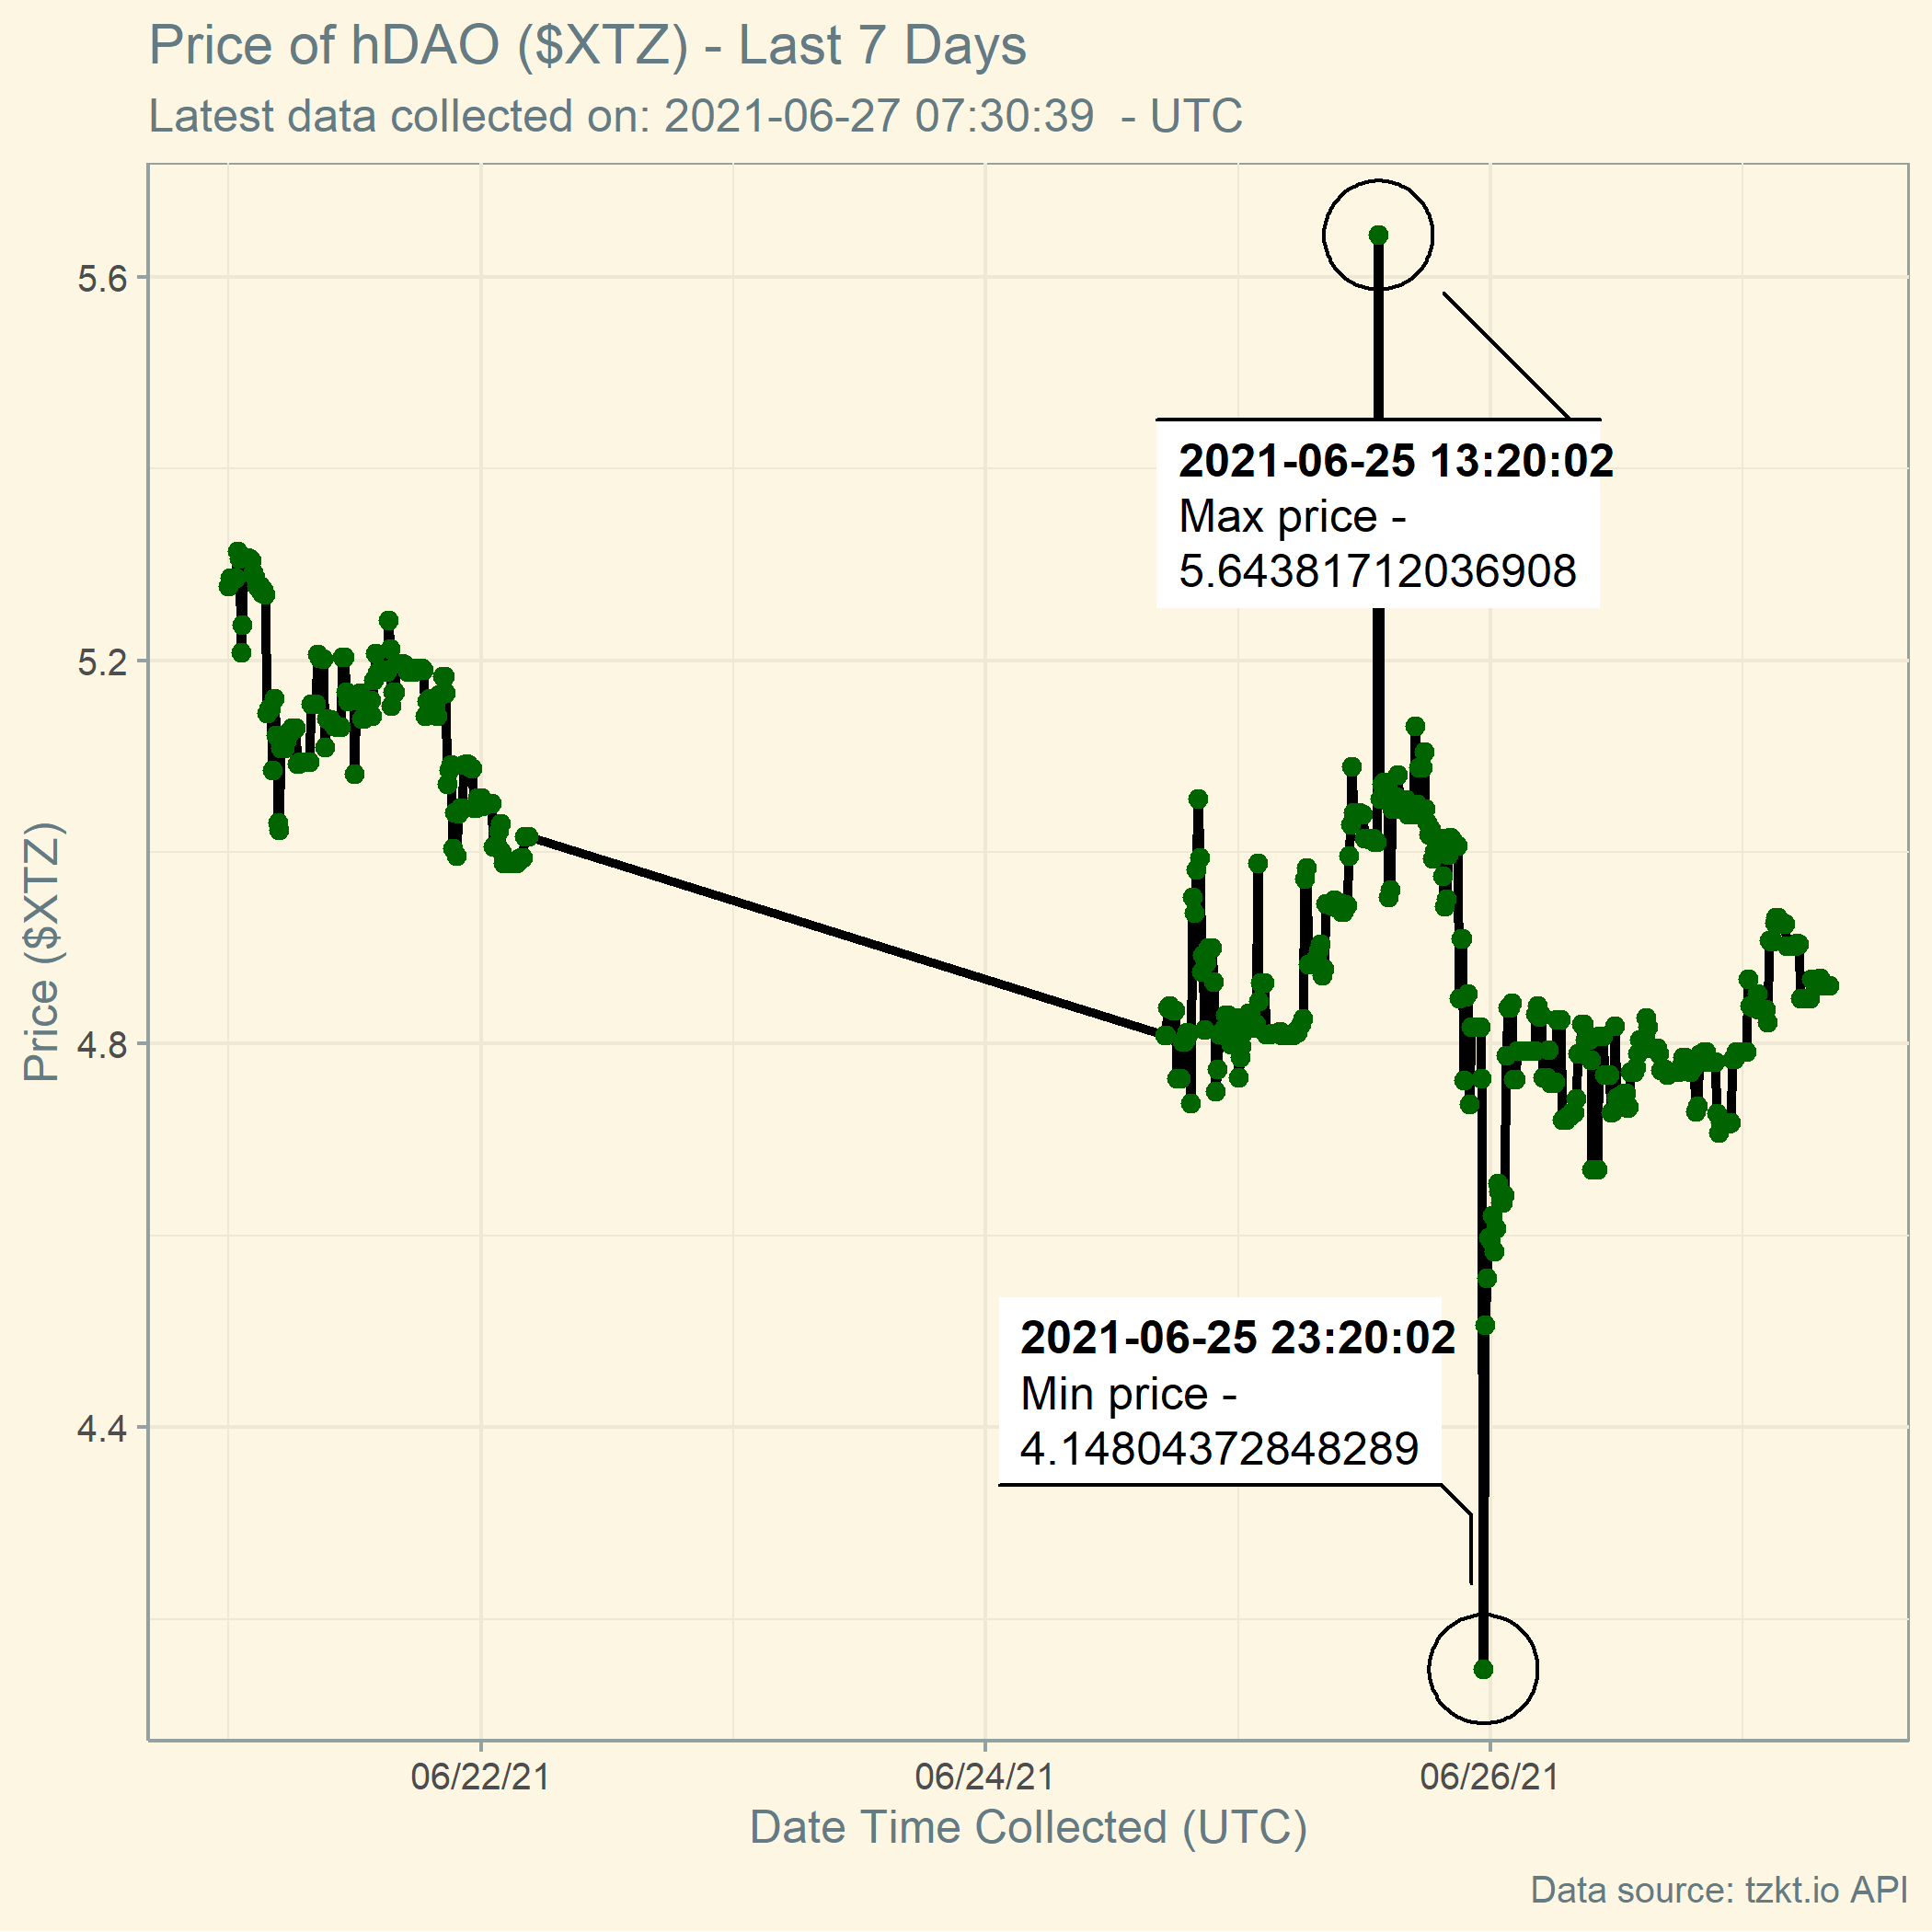 Price of hDAO ($XTZ) - Last 7 Days
Latest data collected on: 2021-06-27 07:30:39  - UTC
5.6
5.2
4.8
4.4
Price ($XTZ)
2021-06-25 13:20:02
Max price -
5.64381712036908
2021-06-25 23:20:02
Min price -
4.14804372848289
06/22/21
06/24/21
06/26/21
Date Time Collected (UTC)
Data source: tzkt.io API